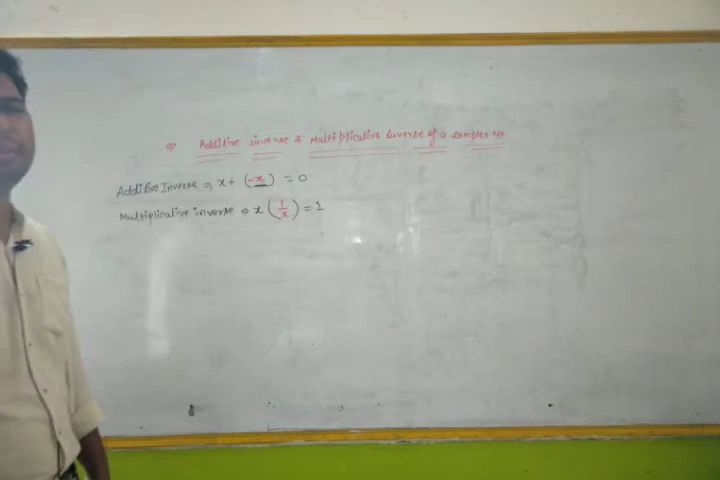 ⇒ Additive inverse & Multiplicative Inverse of a complex no
Additive Inverse ⇒ x + (-x) = 0
Multiplicative inverse ⇒ x (1/x) = 1